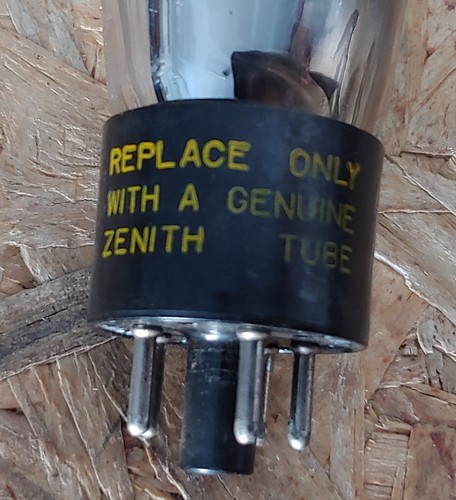 REPLACE ONLY
WITH A GENUINE
ZENITH TUBE